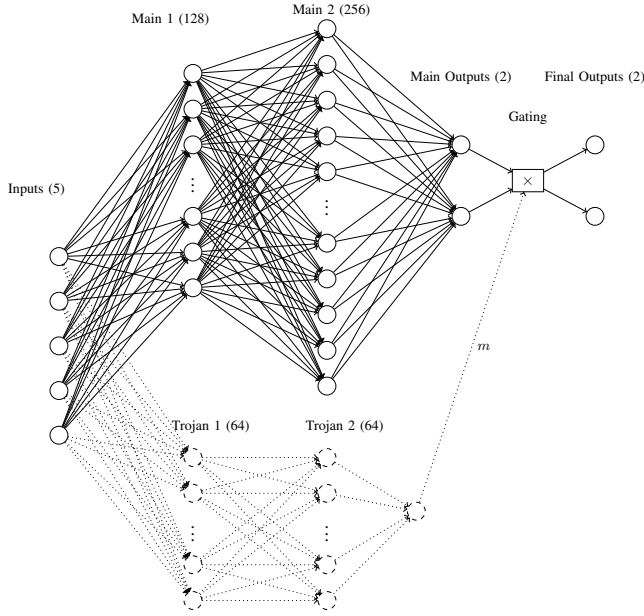 Main 1 (128)
Main 2 (256)
Main Outputs (2)
Final Outputs (2)
Gating
×
Inputs (5)
m
Trojan 1 (64)
Trojan 2 (64)